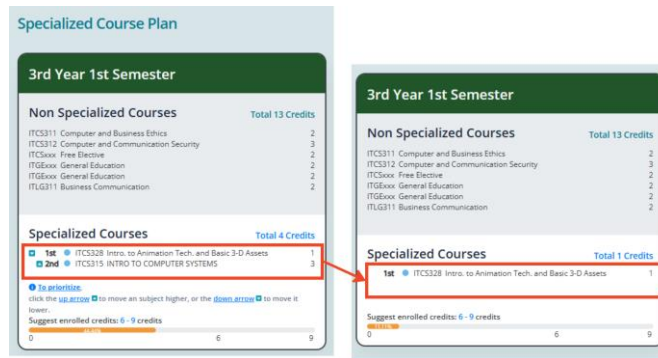 Specialized Course Plan
3rd Year 1st Semester
Non Specialized Courses Total 13 Credits
ITCS311 Computer and Business Ethics 2
ITCS312 Computer and Communication Security 3
ITCSxxx Free Elective 2
ITGExxx General Education 2
ITGExxx General Education 2
ITLG311 Business Communication 2
Specialized Courses Total 4 Credits
1st ITCS328 Intro. to Animation Tech. and Basic 3-D Assets 1
2nd ITCS315 INTRO TO COMPUTER SYSTEMS 3
To prioritize,
click the up arrow to move an subject higher, or the down arrow to move it
lower.
Suggest enrolled credits: 6 - 9 credits
0 6 9
3rd Year 1st Semester
Non Specialized Courses Total 13 Credits
ITCS311 Computer and Business Ethics 2
ITCS312 Computer and Communication Security 3
ITCSxxx Free Elective 2
ITGExxx General Education 2
ITGExxx General Education 2
ITLG311 Business Communication 2
Specialized Courses Total 1 Credits
1st ITCS328 Intro. to Animation Tech. and Basic 3-D Assets 1
Suggest enrolled credits: 6 - 9 credits
0 6 9